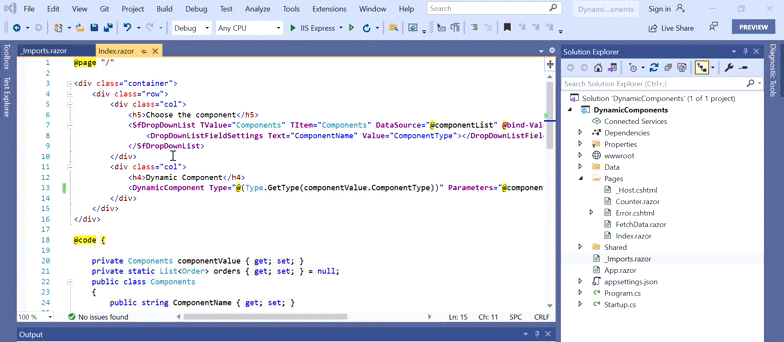 File Edit View Git Project Build Debug Test Analyze Tools Extensions Window Help Search (Ctrl+Q) Dynami...onents Sign in
Debug Any CPU IIS Express Live Share PREVIEW
Toolbox
Test Explorer
_Imports.razor Index.razor
1 @page "/"
2
3 <div class="container">
4 <div class="row">
5 <div class="col">
6 <h5>Choose the component</h5>
7 <SfDropDownList TValue="Components" TItem="Components" DataSource="@componentList" @bind-Val
8 <DropDownListFieldSettings Text="ComponentName" Value="ComponentType"></DropDownListFiel
9 </SfDropDownList>
10 </div>
11 <div class="col">
12 <h4>Dynamic Component</h4>
13 <DynamicComponent Type="@(Type.GetType(componentValue.ComponentType))" Parameters="@componen
14 </div>
15 </div>
16 </div>
17
18 @code {
19
20 private Components componentValue { get; set; }
21 private static List<Order> orders { get; set; } = null;
22 public class Components
23 {
24 public string ComponentName { get; set; }
100 % No issues found Ln: 15 Ch: 11 SPC CRLF
Output
Solution Explorer
Search Solution Explorer (Ctrl+;)
Solution 'DynamicComponents' (1 of 1 project)
DynamicComponents
Connected Services
Dependencies
Properties
wwwroot
Data
Pages
_Host.cshtml
Counter.razor
Error.cshtml
FetchData.razor
Index.razor
Shared
_Imports.razor
App.razor
appsettings.json
Program.cs
Startup.cs
Diagnostic Tools